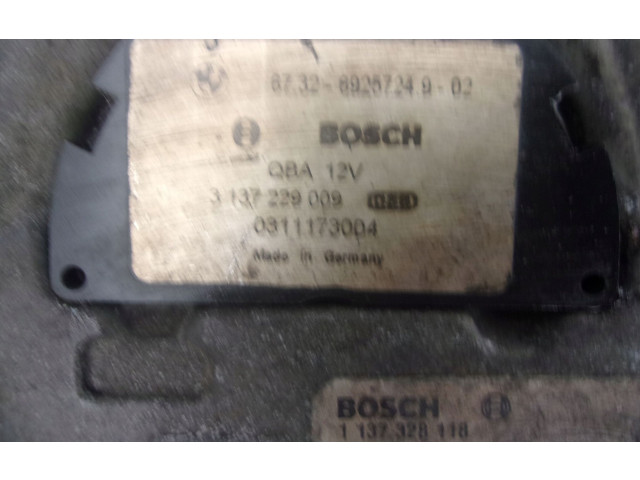 67.32-6926724.9-02
BOSCH
QBA 12V
3 137 229 009
0311173004
Made in Germany
BOSCH
1 137 328 118